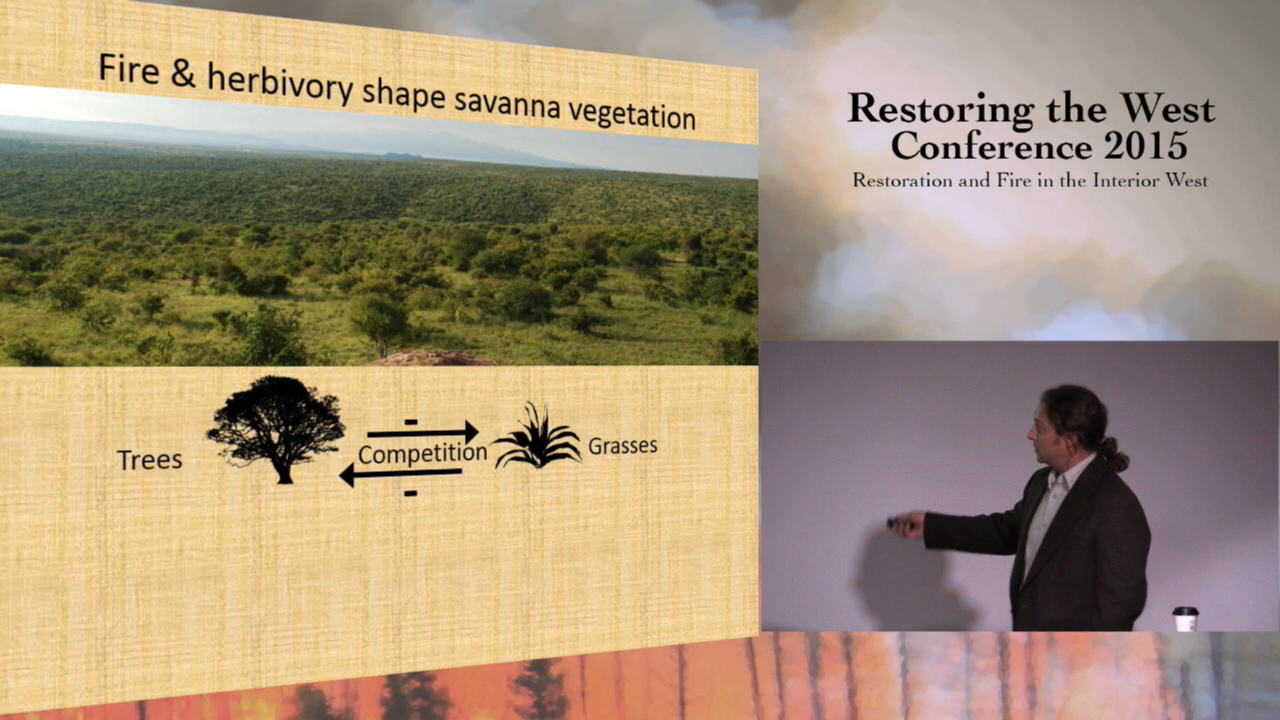 Fire & herbivory shape savanna vegetation
Trees
-
Competition
-
Grasses
Restoring the West
Conference 2015
Restoration and Fire in the Interior West